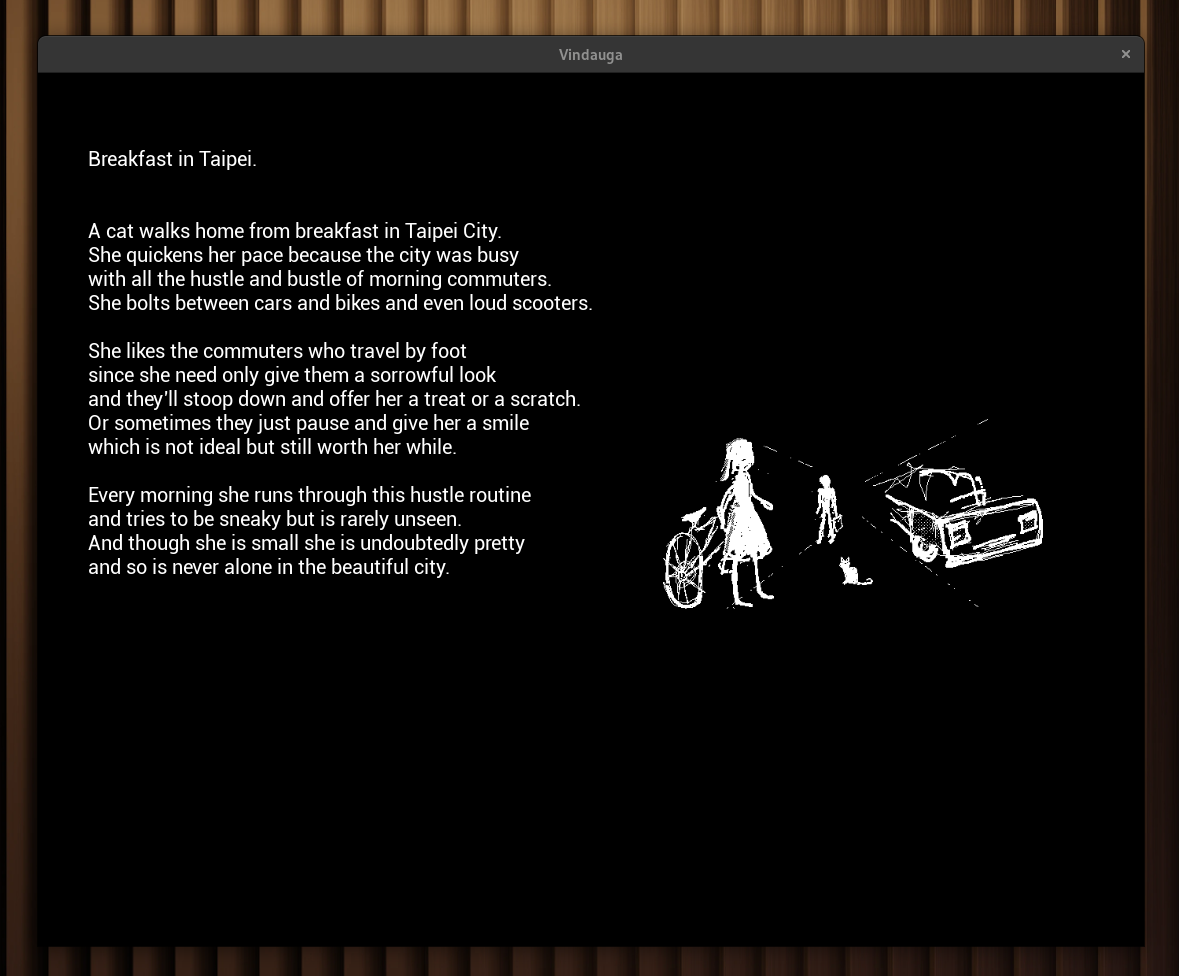 Vindauga
Breakfast in Taipei.
A cat walks home from breakfast in Taipei City.
She quickens her pace because the city was busy
with all the hustle and bustle of morning commuters.
She bolts between cars and bikes and even loud scooters.
She likes the commuters who travel by foot
since she need only give them a sorrowful look
and they'll stoop down and offer her a treat or a scratch.
Or sometimes they just pause and give her a smile
which is not ideal but still worth her while.
Every morning she runs through this hustle routine
and tries to be sneaky but is rarely unseen.
And though she is small she is undoubtedly pretty
and so is never alone in the beautiful city.